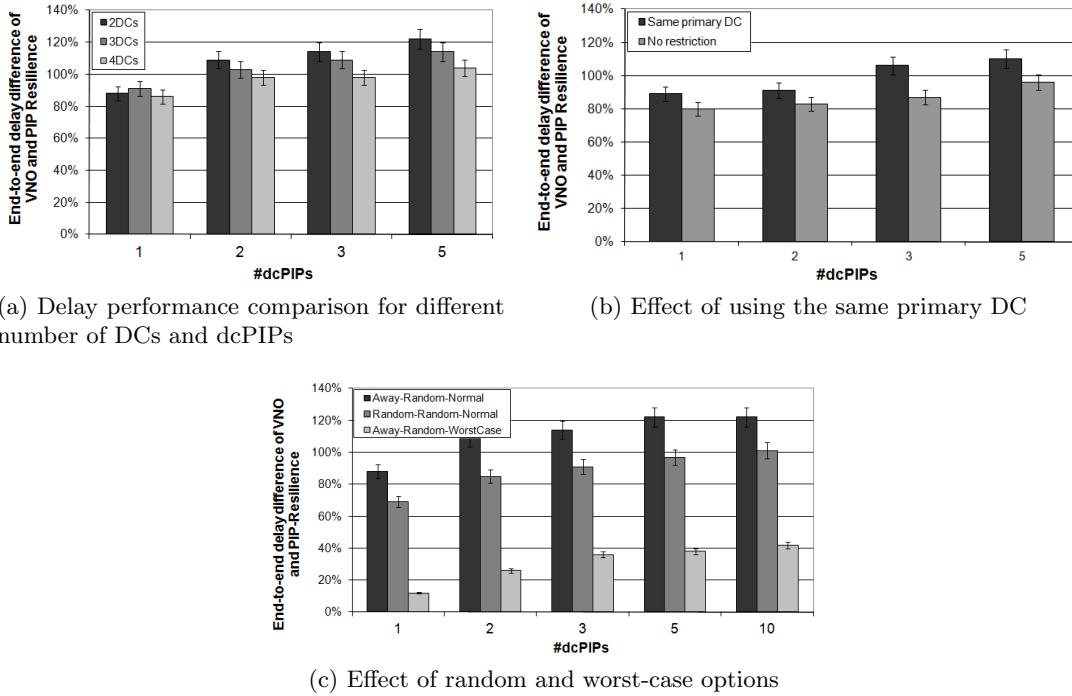 End-to-end delay difference of
VNO and PIP Resilience
140%
120%
100%
80%
60%
40%
20%
0%
2DCs
3DCs
4DCs
1 2 3 5
#dcPIPs
(a) Delay performance comparison for different
number of DCs and dcPIPs
End-to-end delay difference of
VNO and PIP Resilience
140%
120%
100%
80%
60%
40%
20%
0%
Same primary DC
No restriction
1 2 3 5
#dcPIPs
(b) Effect of using the same primary DC
End-to-end delay difference of VNO
and PIP-Resilience
140%
120%
100%
80%
60%
40%
20%
0%
Away-Random-Normal
Random-Random-Normal
Away-Random-WorstCase
1 2 3 5 10
#dcPIPs
(c) Effect of random and worst-case options